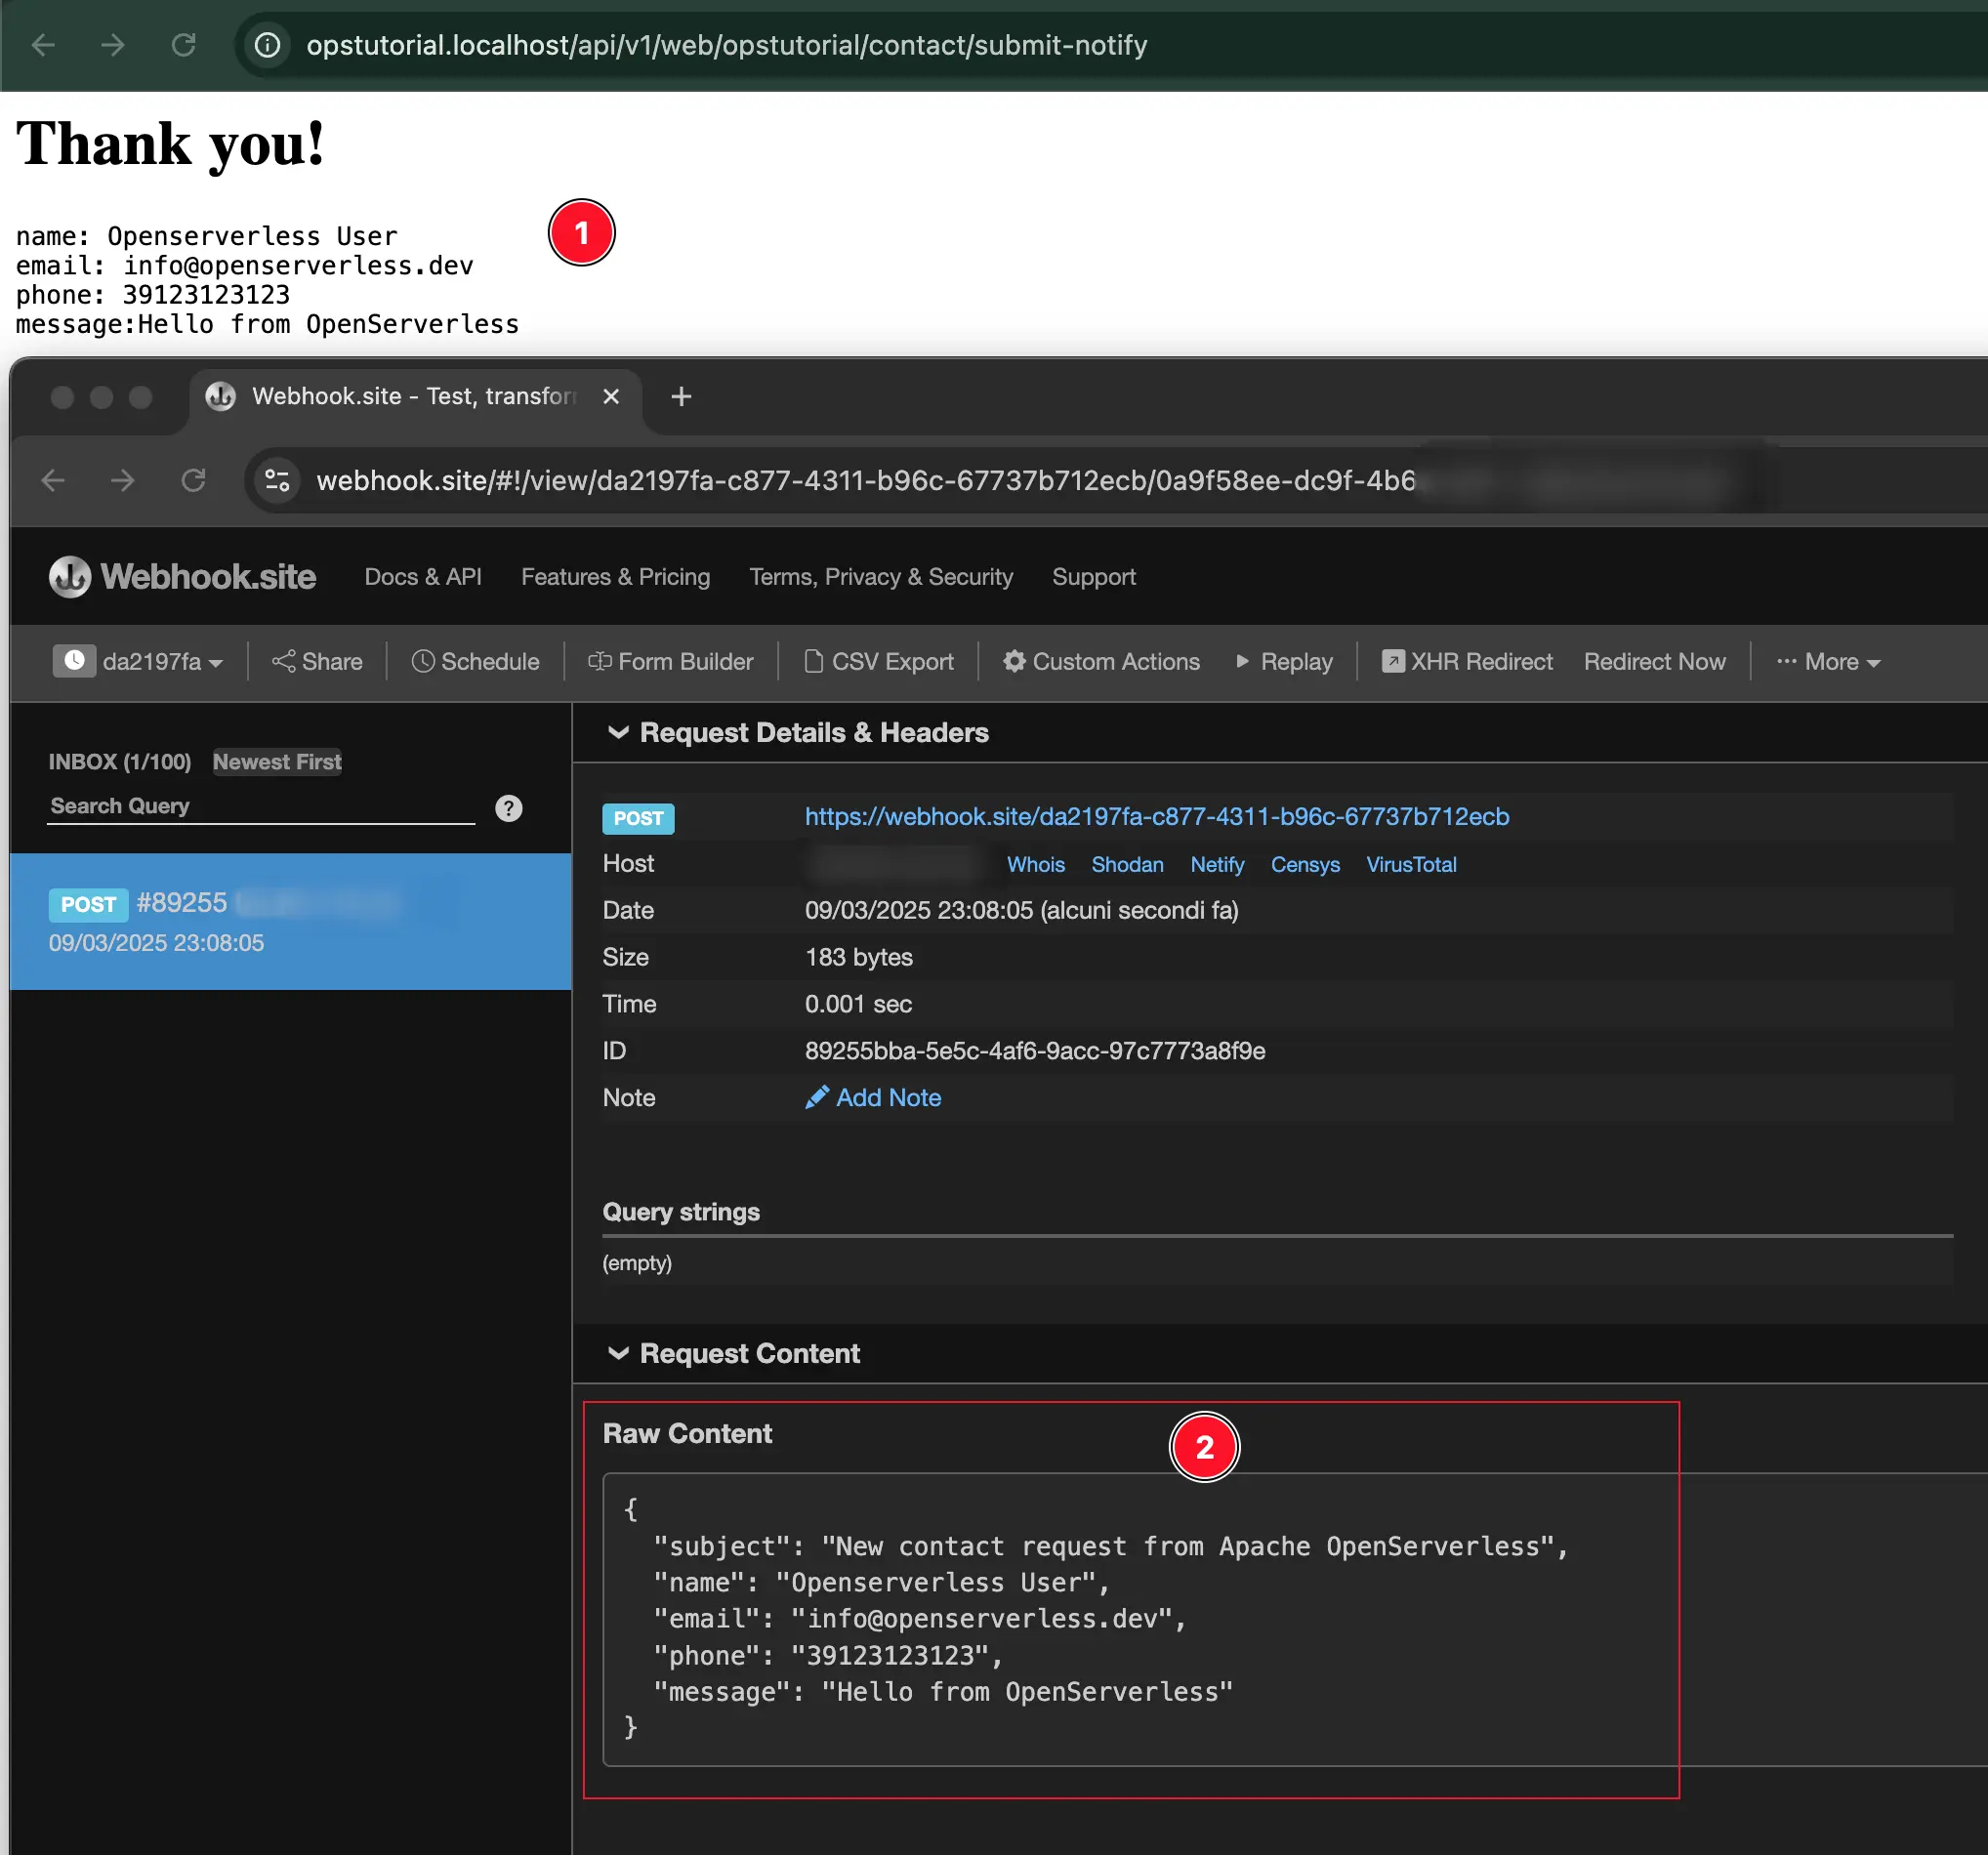 opstutorial.localhost/api/v1/web/opstutorial/contact/submit-notify
Thank you!
1
name: Openserverless User
email: info@openserverless.dev
phone: 39123123123
message:Hello from OpenServerless
Webhook.site - Test, transfor
webhook.site/#!/view/da2197fa-c877-4311-b96c-67737b712ecb/0a9f58ee-dc9f-4b6
Webhook.site Docs & API Features & Pricing Terms, Privacy & Security Support
da2197fa Share Schedule Form Builder CSV Export Custom Actions Replay XHR Redirect Redirect Now More
INBOX (1/100) Newest First
Search Query ?
POST #89255
09/03/2025 23:08:05
Request Details & Headers
POST https://webhook.site/da2197fa-c877-4311-b96c-67737b712ecb
Host Whois Shodan Netify Censys VirusTotal
Date 09/03/2025 23:08:05 (alcuni secondi fa)
Size 183 bytes
Time 0.001 sec
ID 89255bba-5e5c-4af6-9acc-97c7773a8f9e
Note Add Note
Query strings
(empty)
Request Content
Raw Content
2
{
"subject": "New contact request from Apache OpenServerless",
"name": "Openserverless User",
"email": "info@openserverless.dev",
"phone": "39123123123",
"message": "Hello from OpenServerless"
}